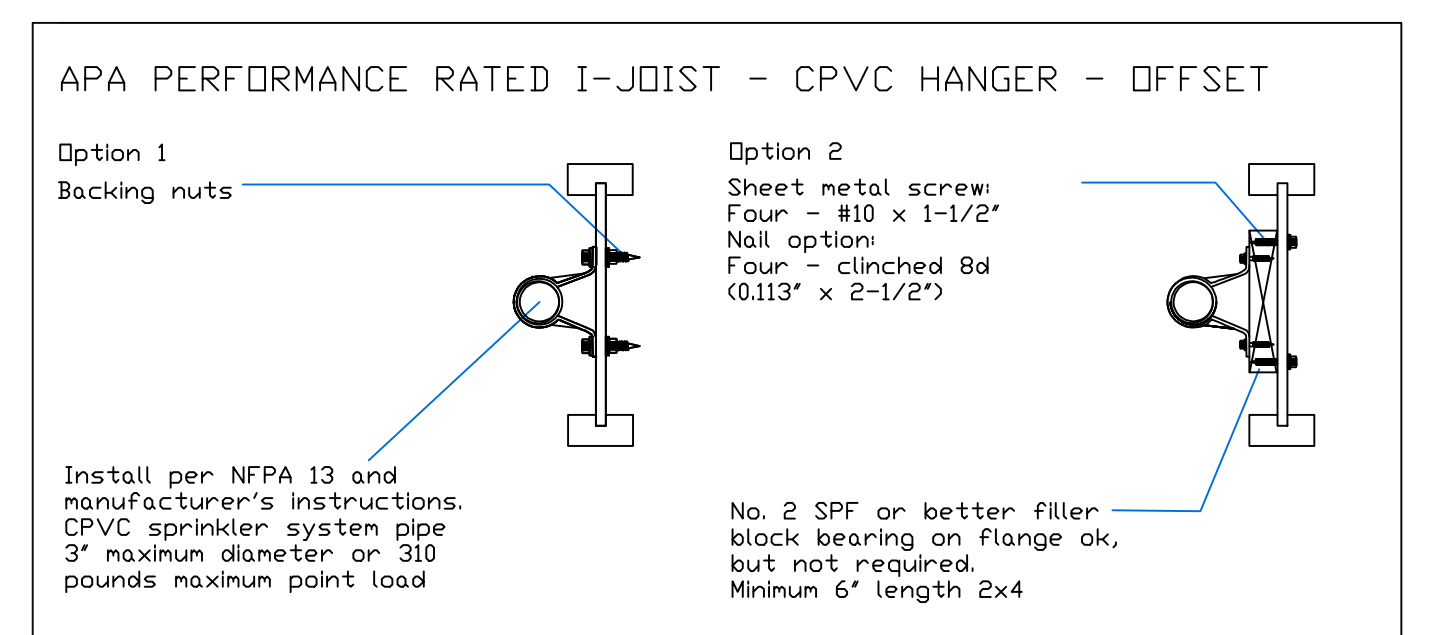 APA PERFORMANCE RATED I-JOIST - CPVC HANGER - OFFSET
Option 1
Backing nuts
Install per NFPA 13 and
manufacturer's instructions.
CPVC sprinkler system pipe
3" maximum diameter or 310
pounds maximum point load
Option 2
Sheet metal screw:
Four - #10 x 1-1/2"
Nail option:
Four - clinched 8d
(0.113" x 2-1/2")
No. 2 SPF or better filler
block bearing on flange ok,
but not required.
Minimum 6" length 2x4